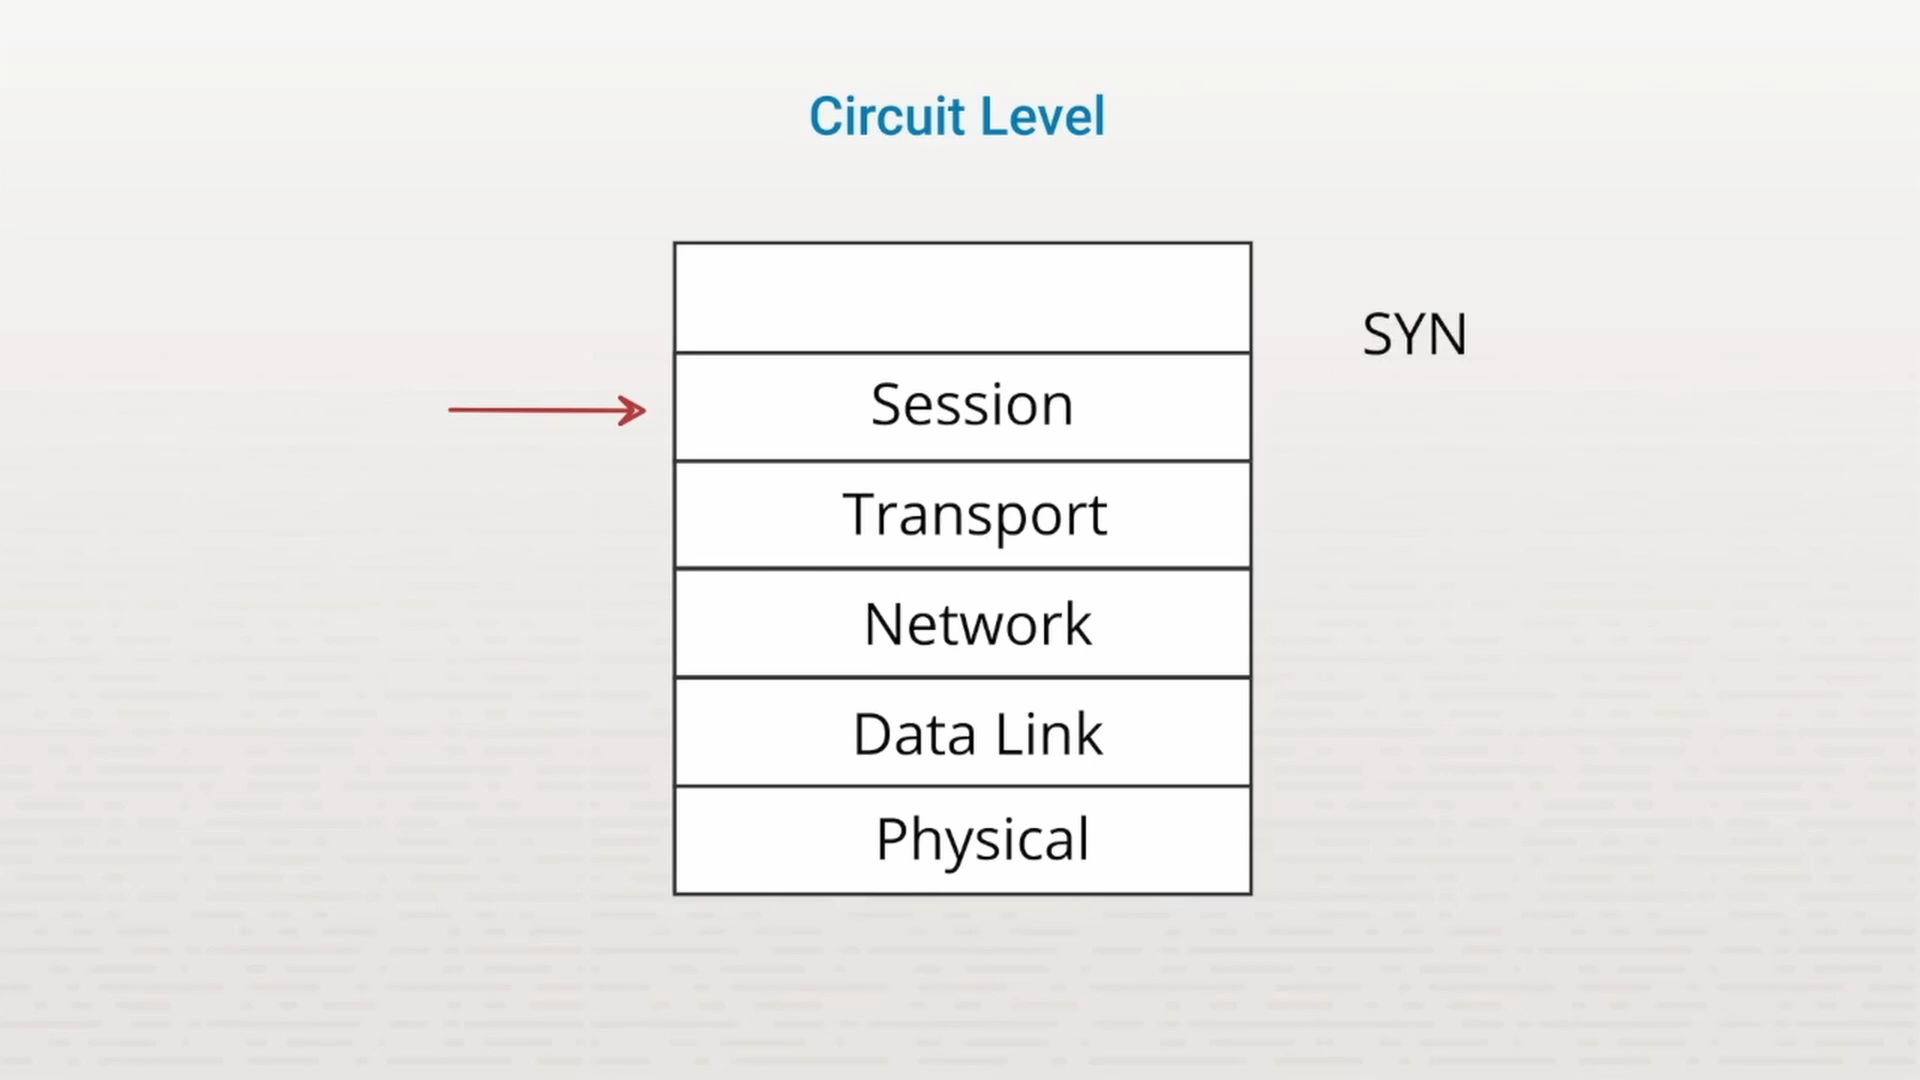 Circuit Level
SYN
Session
Transport
Network
Data Link
Physical